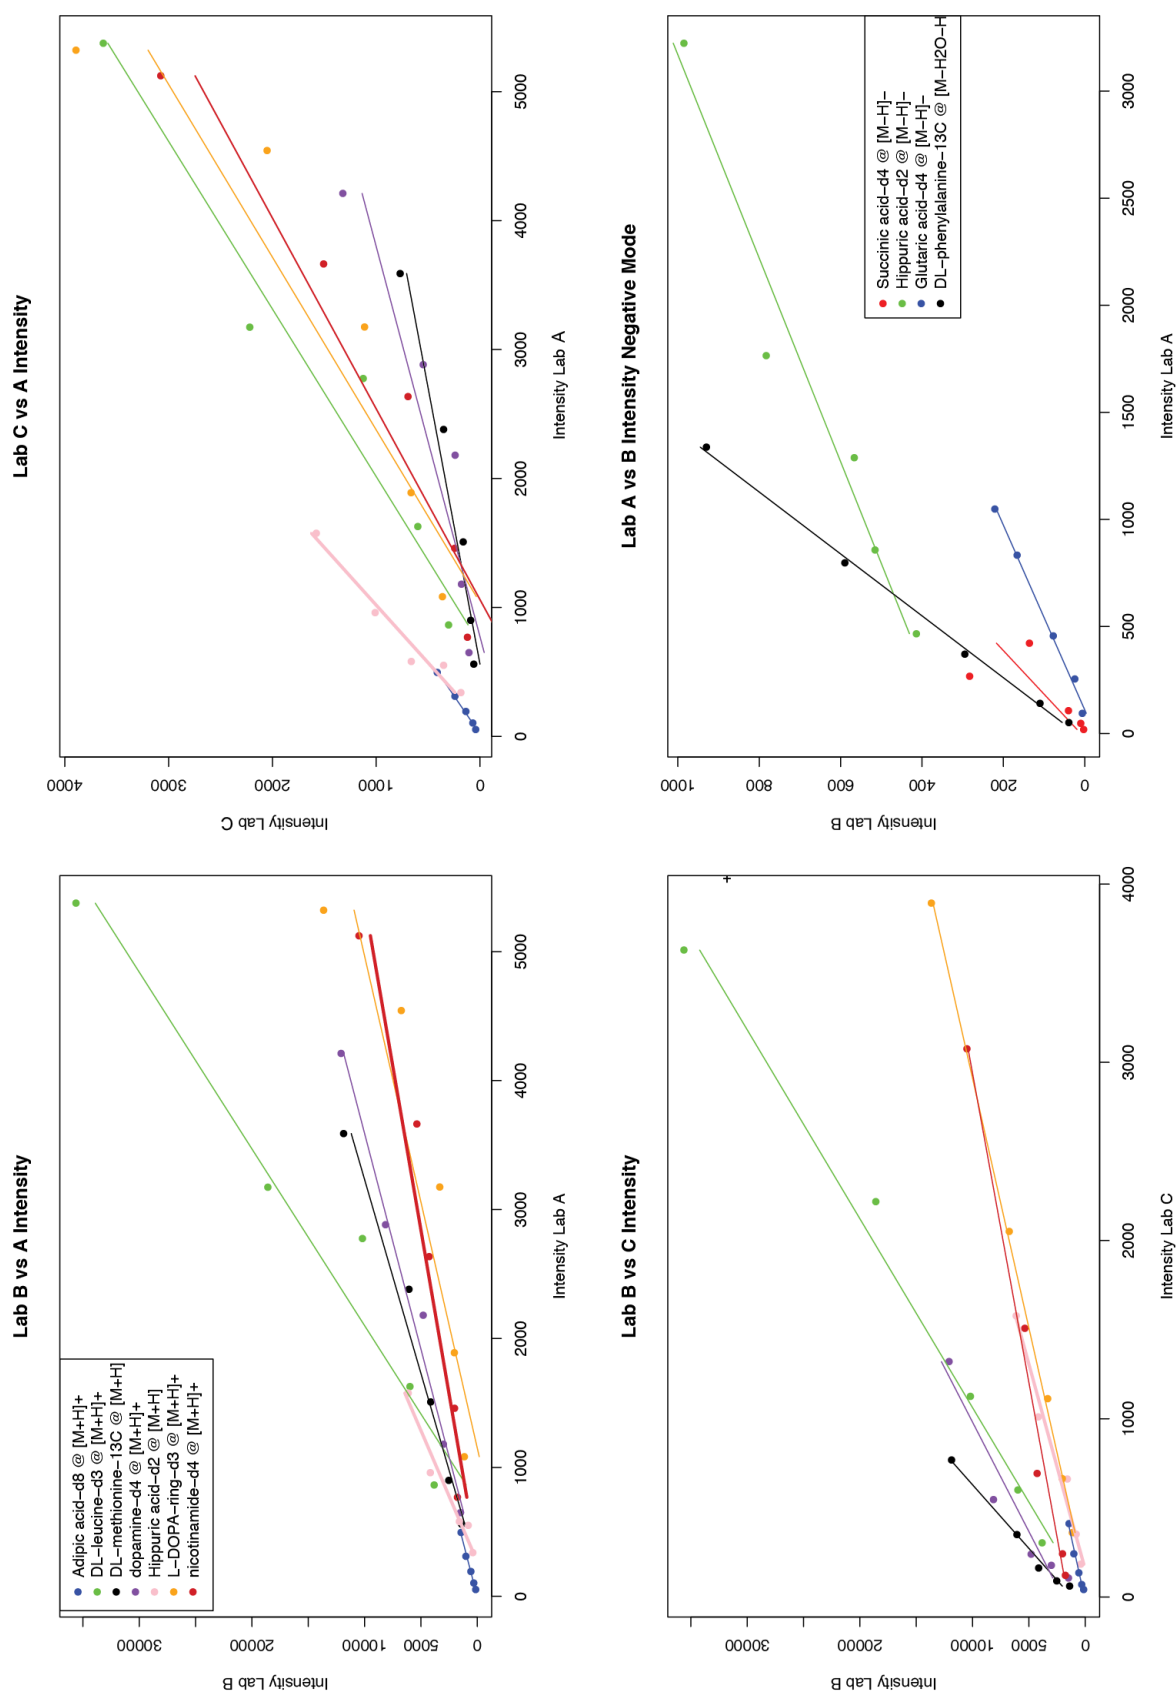 Lab B vs A Intensity
Adipic acid−d8 @ [M+H]+
DL−leucine−d3 @ [M+H]+
DL−methionine−13C @ [M+H]
dopamine−d4 @ [M+H]+
Hippuric acid−d2 @ [M+H]
L−DOPA−ring−d3 @ [M+H]+
nicotinamide−d4 @ [M+H]+
Intensity Lab B
30000
20000
10000
5000
0
0 1000 2000 3000 4000 5000
Intensity Lab A
Lab C vs A Intensity
Intensity Lab C
4000
3000
2000
1000
0
0 1000 2000 3000 4000 5000
Intensity Lab A
Lab B vs C Intensity
Intensity Lab B
30000
20000
10000
5000
0
0 1000 2000 3000 4000
Intensity Lab C
Lab A vs B Intensity Negative Mode
Intensity Lab B
1000
800
600
400
200
0
Succinic acid−d4 @ [M−H]−
Hippuric acid−d2 @ [M−H]−
Glutaric acid−d4 @ [M−H]−
DL−phenylalanine−13C @ [M−H2O−H
0 500 1000 1500 2000 2500 3000
Intensity Lab A